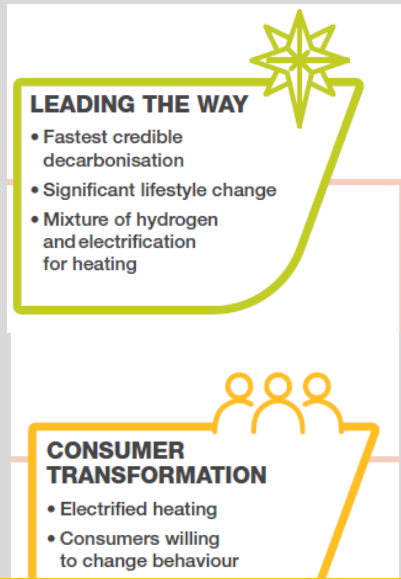 LEADING THE WAY
• Fastest credible
decarbonisation
• Significant lifestyle change
• Mixture of hydrogen
and electrification
for heating
CONSUMER
TRANSFORMATION
• Electrified heating
• Consumers willing
to change behaviour